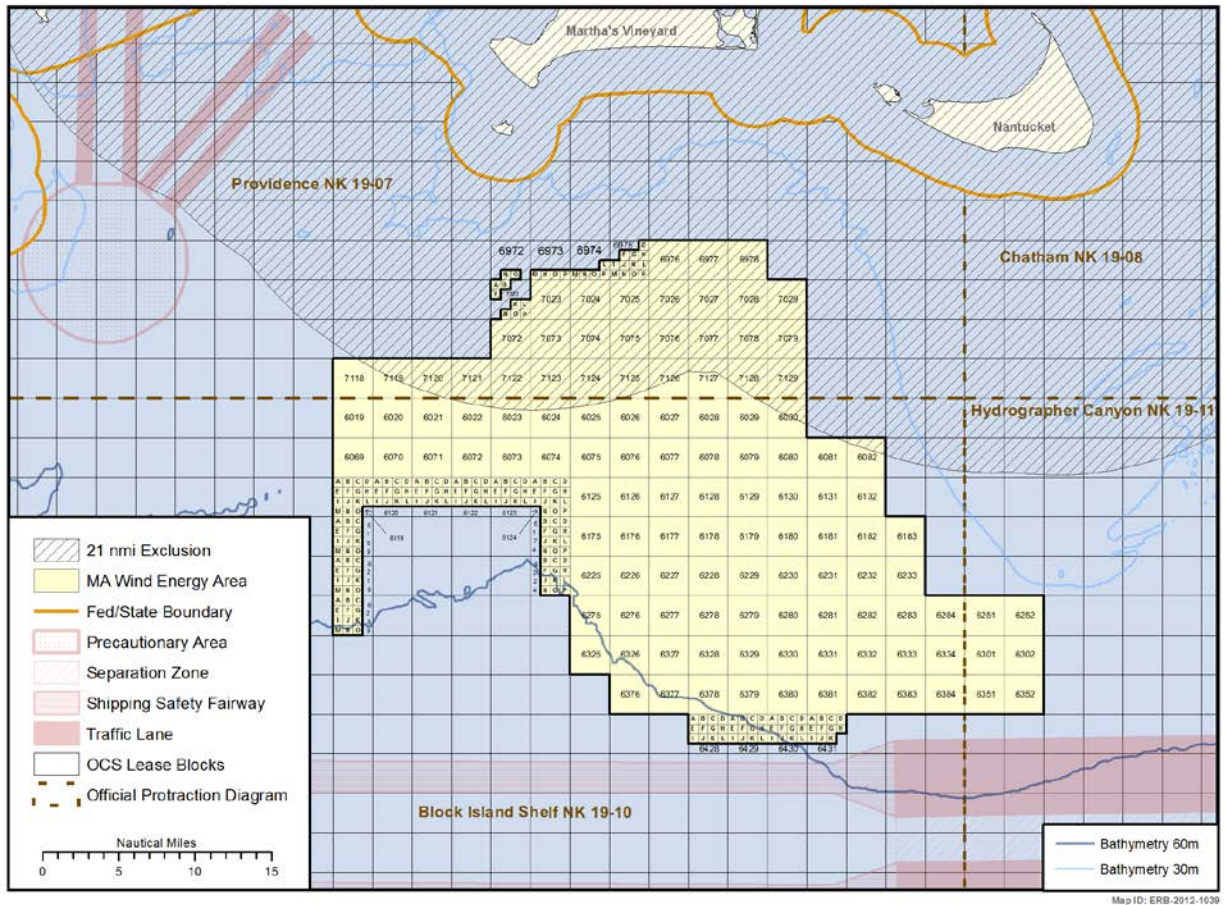 Martha's Vineyard
Nantucket
Providence NK 19-07
Chatham NK 19-08
6972 6973 6974 6975
6976 6977 6978
7023 7024 7025 7026 7027 7028 7029
7072 7073 7074 7075 7076 7077 7078 7079
7118 7119 7120 7121 7122 7123 7124 7125 7126 7127 7128 7129
Hydrographer Canyon NK 19-11
6019 6020 6021 6022 6023 6024 6025 6026 6027 6028 6029 6030
6069 6070 6071 6072 6073 6074 6075 6076 6077 6078 6079 6080 6081 6082
A B C D A B C D A B C D A B C D A B C D A B C D
E F G H E F G H E F G H E F G H E F G H E F G H
I J K L I J K L I J K L I J K L I J K L I J K L
6125 6126 6127 6128 6129 6130 6131 6132
6120 6121 6122 6123
6119 6124
6175 6176 6177 6178 6179 6180 6181 6182 6183
6225 6226 6227 6228 6229 6230 6231 6232 6233
6275 6276 6277 6278 6279 6280 6281 6282 6283 6284 6251 6252
6325 6326 6327 6328 6329 6330 6331 6332 6333 6334 6301 6302
6376 6377 6378 6379 6380 6381 6382 6383 6384 6351 6352
A B C D A B C D A B C D A B C D
E F G H E F G H E F G H E F G H
I J K L I J K L I J K L I J K
6428 6429 6430 6431
Block Island Shelf NK 19-10
21 nmi Exclusion
MA Wind Energy Area
Fed/State Boundary
Precautionary Area
Separation Zone
Shipping Safety Fairway
Traffic Lane
OCS Lease Blocks
Official Protraction Diagram
Nautical Miles
0 5 10 15
Bathymetry 60m
Bathymetry 30m
Map ID: ERB-2012-1039